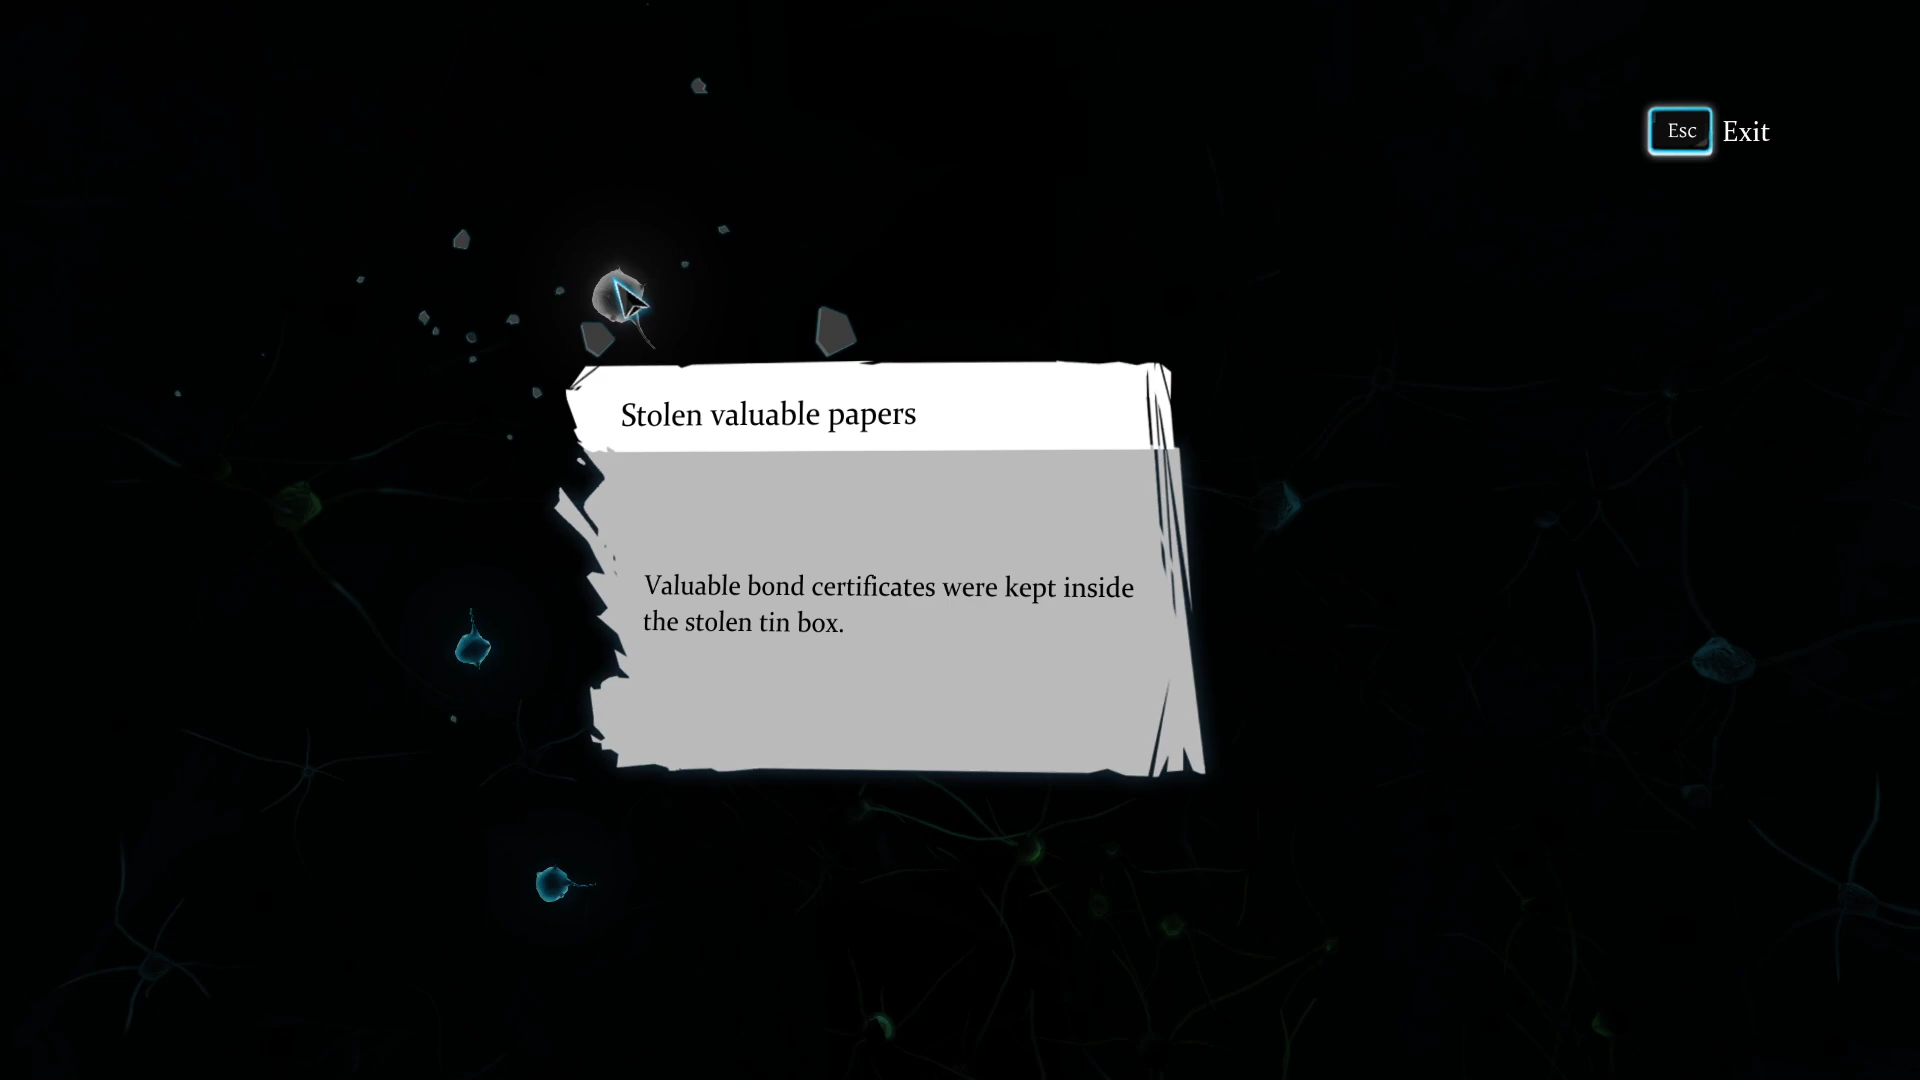 Esc Exit
Stolen valuable papers
Valuable bond certificates were kept inside
the stolen tin box.